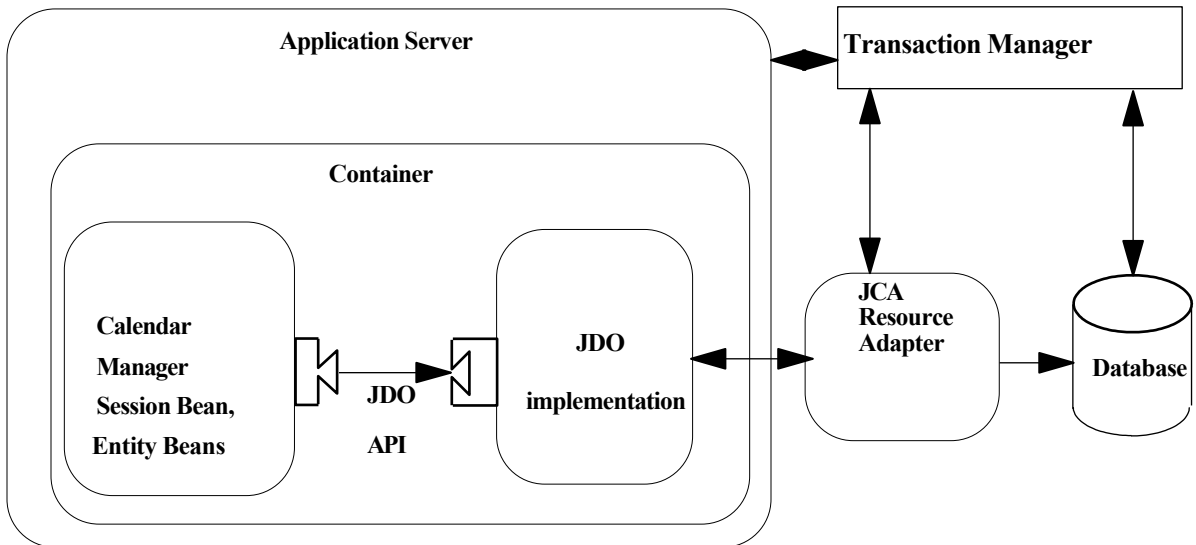 Application Server
Transaction Manager
Container
Calendar
Manager
Session Bean,
Entity Beans
JDO
API
JDO
implementation
JCA
Resource
Adapter
Database